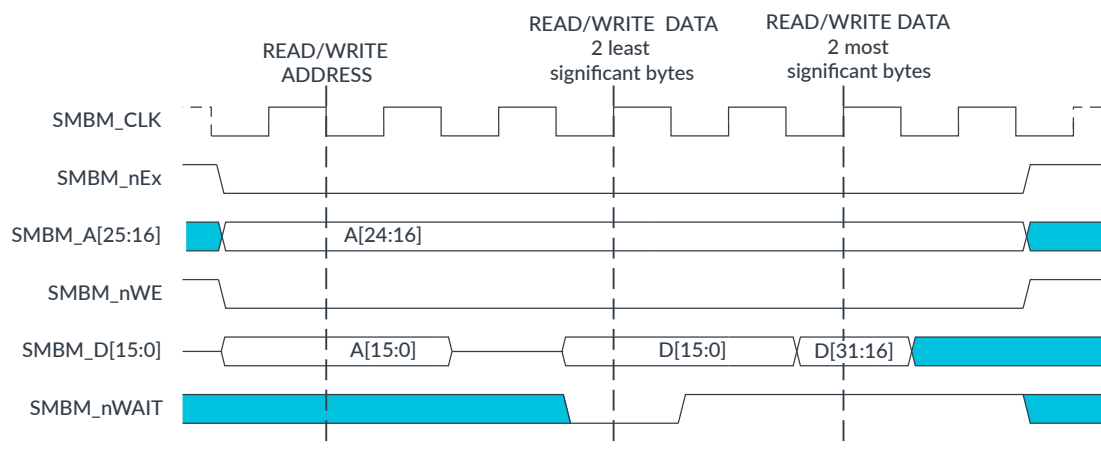 READ/WRITE
ADDRESS
READ/WRITE DATA
2 least
significant bytes
READ/WRITE DATA
2 most
significant bytes
SMBM_CLK
SMBM_nEx
SMBM_A[25:16]
A[24:16]
SMBM_nWE
SMBM_D[15:0]
A[15:0]
D[15:0]
D[31:16]
SMBM_nWAIT